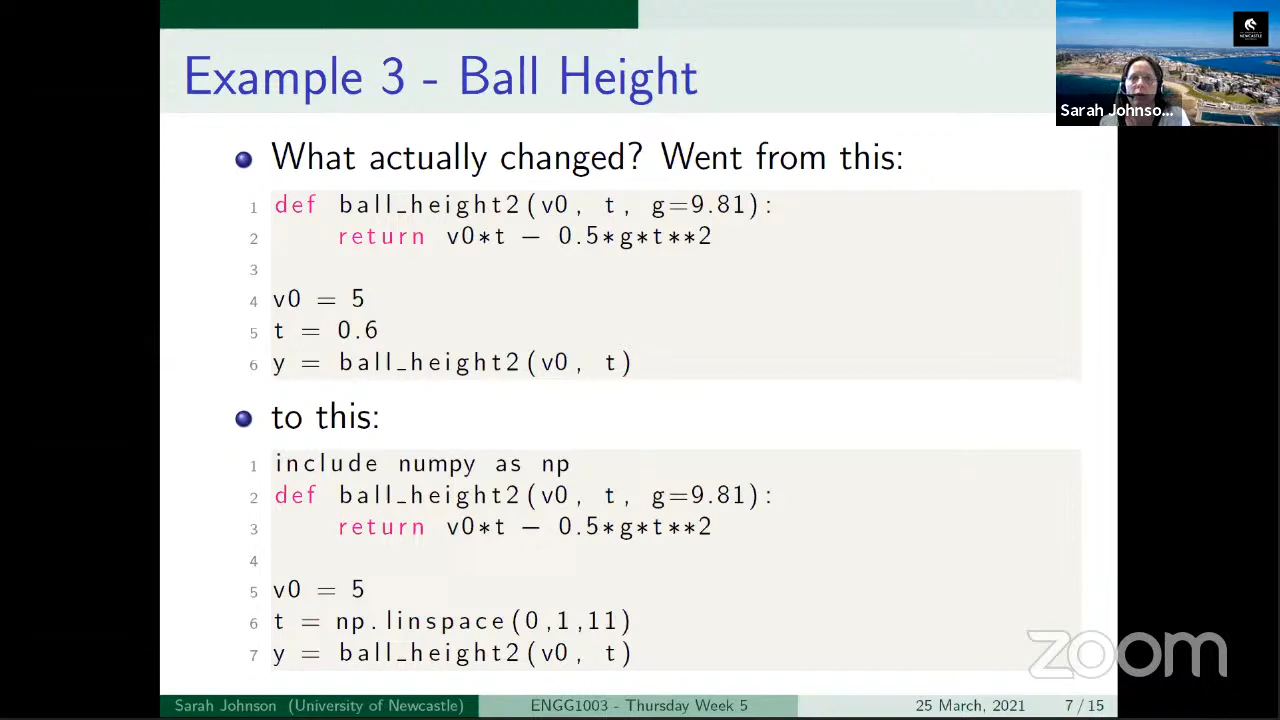 Example 3 - Ball Height
NEWCASTLE
Sarah Johnso...
What actually changed? Went from this:
1 def ball_height2(v0, t, g=9.81):
2 return v0*t − 0.5*g*t**2
3
4 v0 = 5
5 t = 0.6
6 y = ball_height2(v0, t)
to this:
1 include numpy as np
2 def ball_height2(v0, t, g=9.81):
3 return v0*t − 0.5*g*t**2
4
5 v0 = 5
6 t = np.linspace(0,1,11)
7 y = ball_height2(v0, t)
zoom
Sarah Johnson (University of Newcastle) ENGG1003 - Thursday Week 5 25 March, 2021 7 / 15